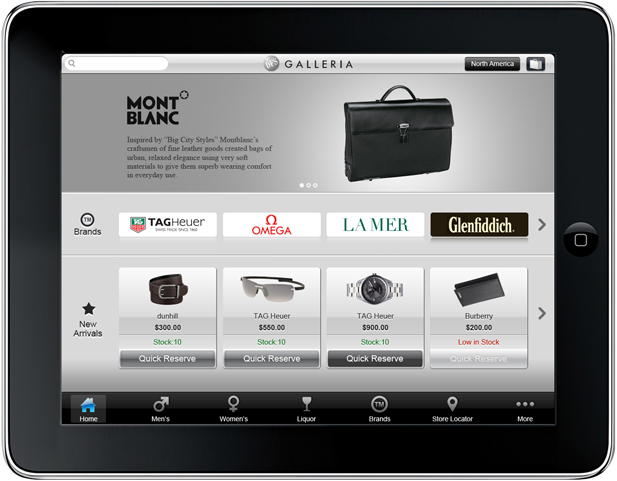 GALLERIA
North America
MONT
BLANC
Inspired by "Big City Styles" Montblanc's
craftsmen of fine leather goods created bags of
urban, relaxed elegance using very soft
materials to give them superb wearing comfort
in everyday use.
TM
Brands
TAGHeuer
SWISS MADE SINCE 1860
Ω
OMEGA
LA MER
Glenfiddich
New
Arrivals
dunhill
$300.00
Stock:10
Quick Reserve
TAG Heuer
$550.00
Stock:10
Quick Reserve
TAG Heuer
$900.00
Stock:10
Quick Reserve
Burberry
$200.00
Low in Stock
Quick Reserve
Home
Men's
Women's
Liquor
TM
Brands
Store Locator
More